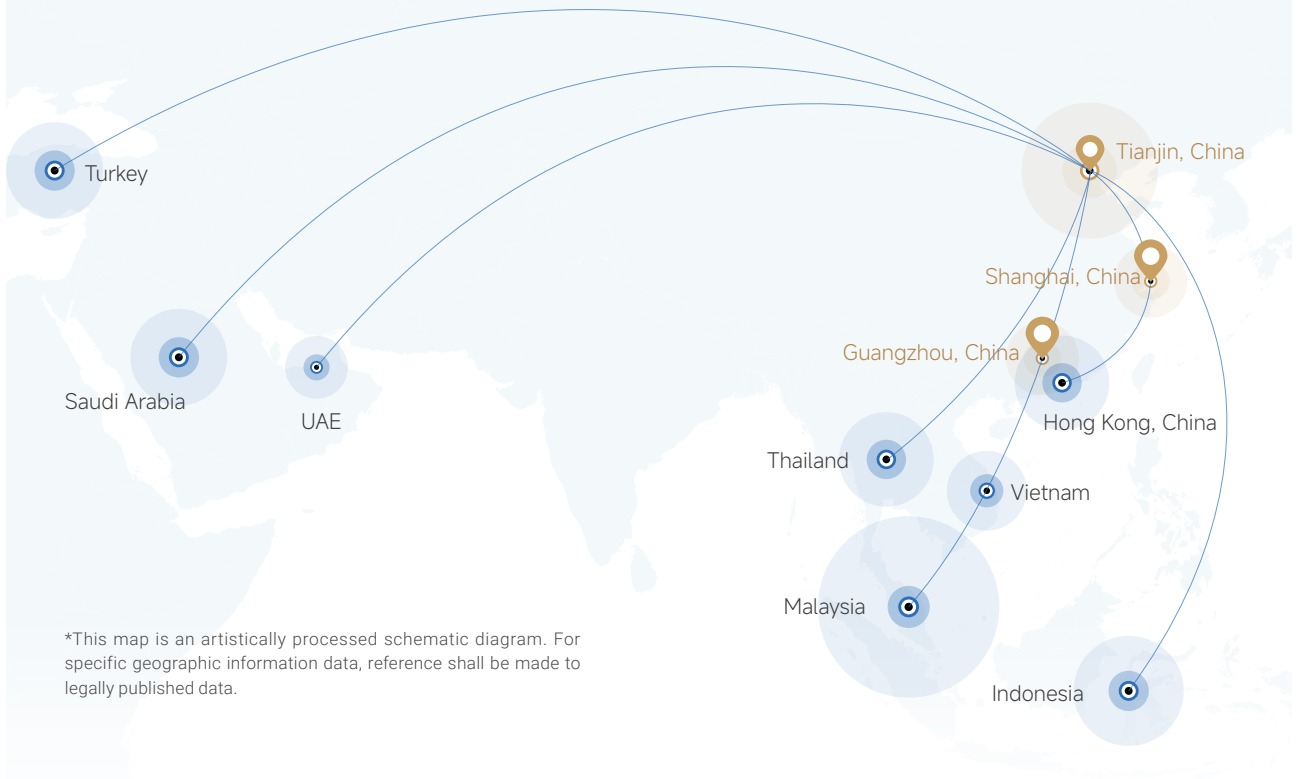 Tianjin, China
Turkey
Shanghai, China
Guangzhou, China
Saudi Arabia
UAE
Hong Kong, China
Thailand
Vietnam
Malaysia
*This map is an artistically processed schematic diagram. For
specific geographic information data, reference shall be made to
legally published data.
Indonesia